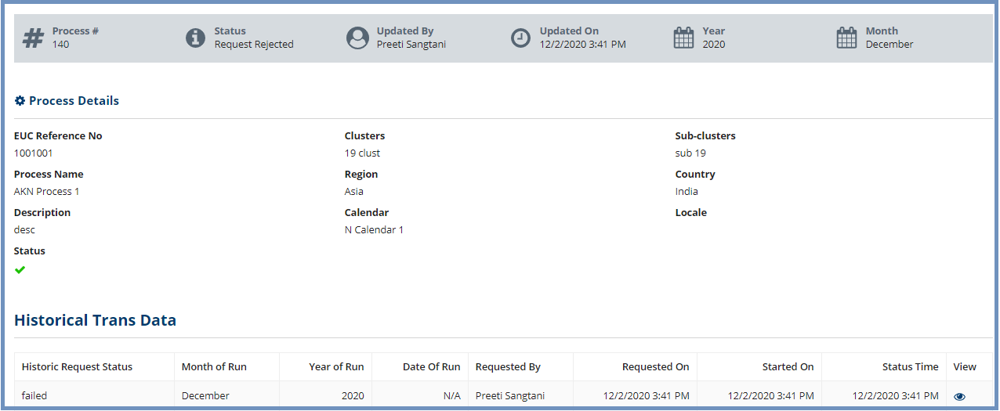 Process # Status Updated By Updated On Year Month
140 Request Rejected Preeti Sangtani 12/2/2020 3:41 PM 2020 December
Process Details
EUC Reference No Clusters Sub-clusters
1001001 19 clust sub 19
Process Name Region Country
AKN Process 1 Asia India
Description Calendar Locale
desc N Calendar 1
Status
Historical Trans Data
Historic Request Status Month of Run Year of Run Date Of Run Requested By Requested On Started On Status Time View
failed December 2020 N/A Preeti Sangtani 12/2/2020 3:41 PM 12/2/2020 3:41 PM 12/2/2020 3:41 PM